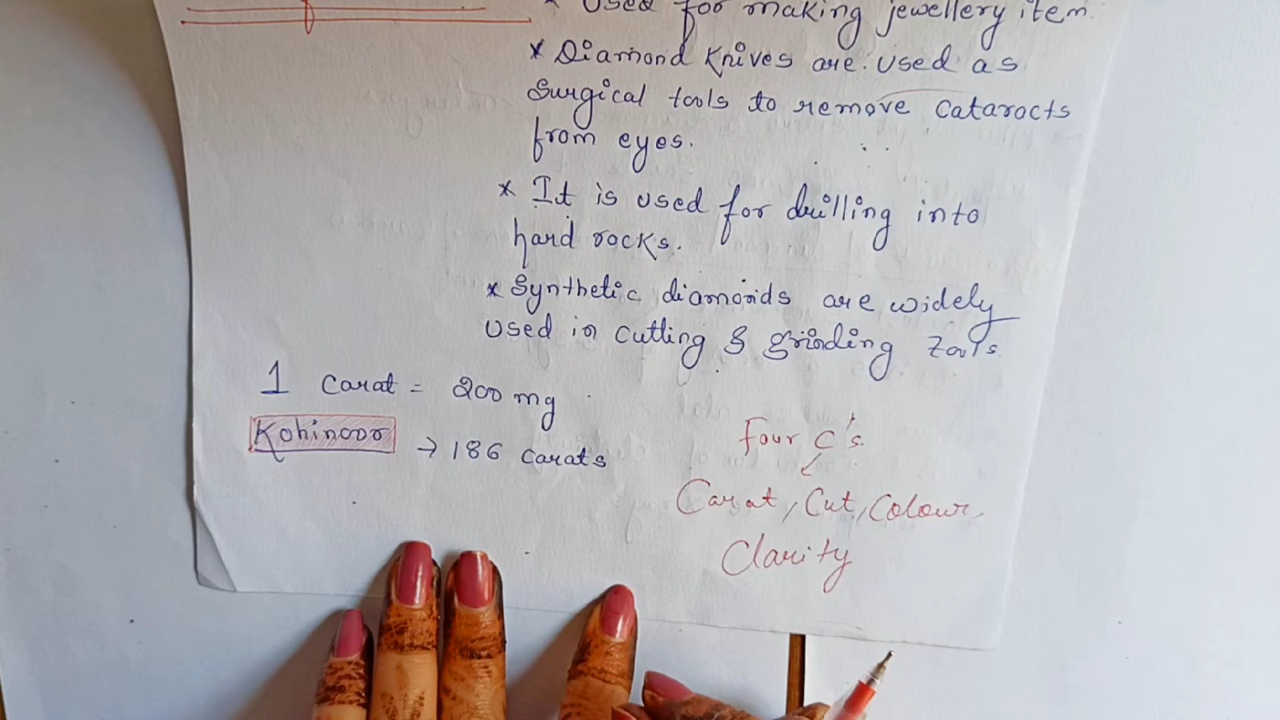 * Used for making jewellery item.
* Diamond Knives are used as
Surgical tools to remove cataracts
from eyes.
* It is used for drilling into
hard rocks.
* Synthetic diamonds are widely
used in cutting & grinding tools.
1 carat = 200 mg
Kohinoor → 186 carats
Four C's
Carat, Cut, Colour,
Clarity